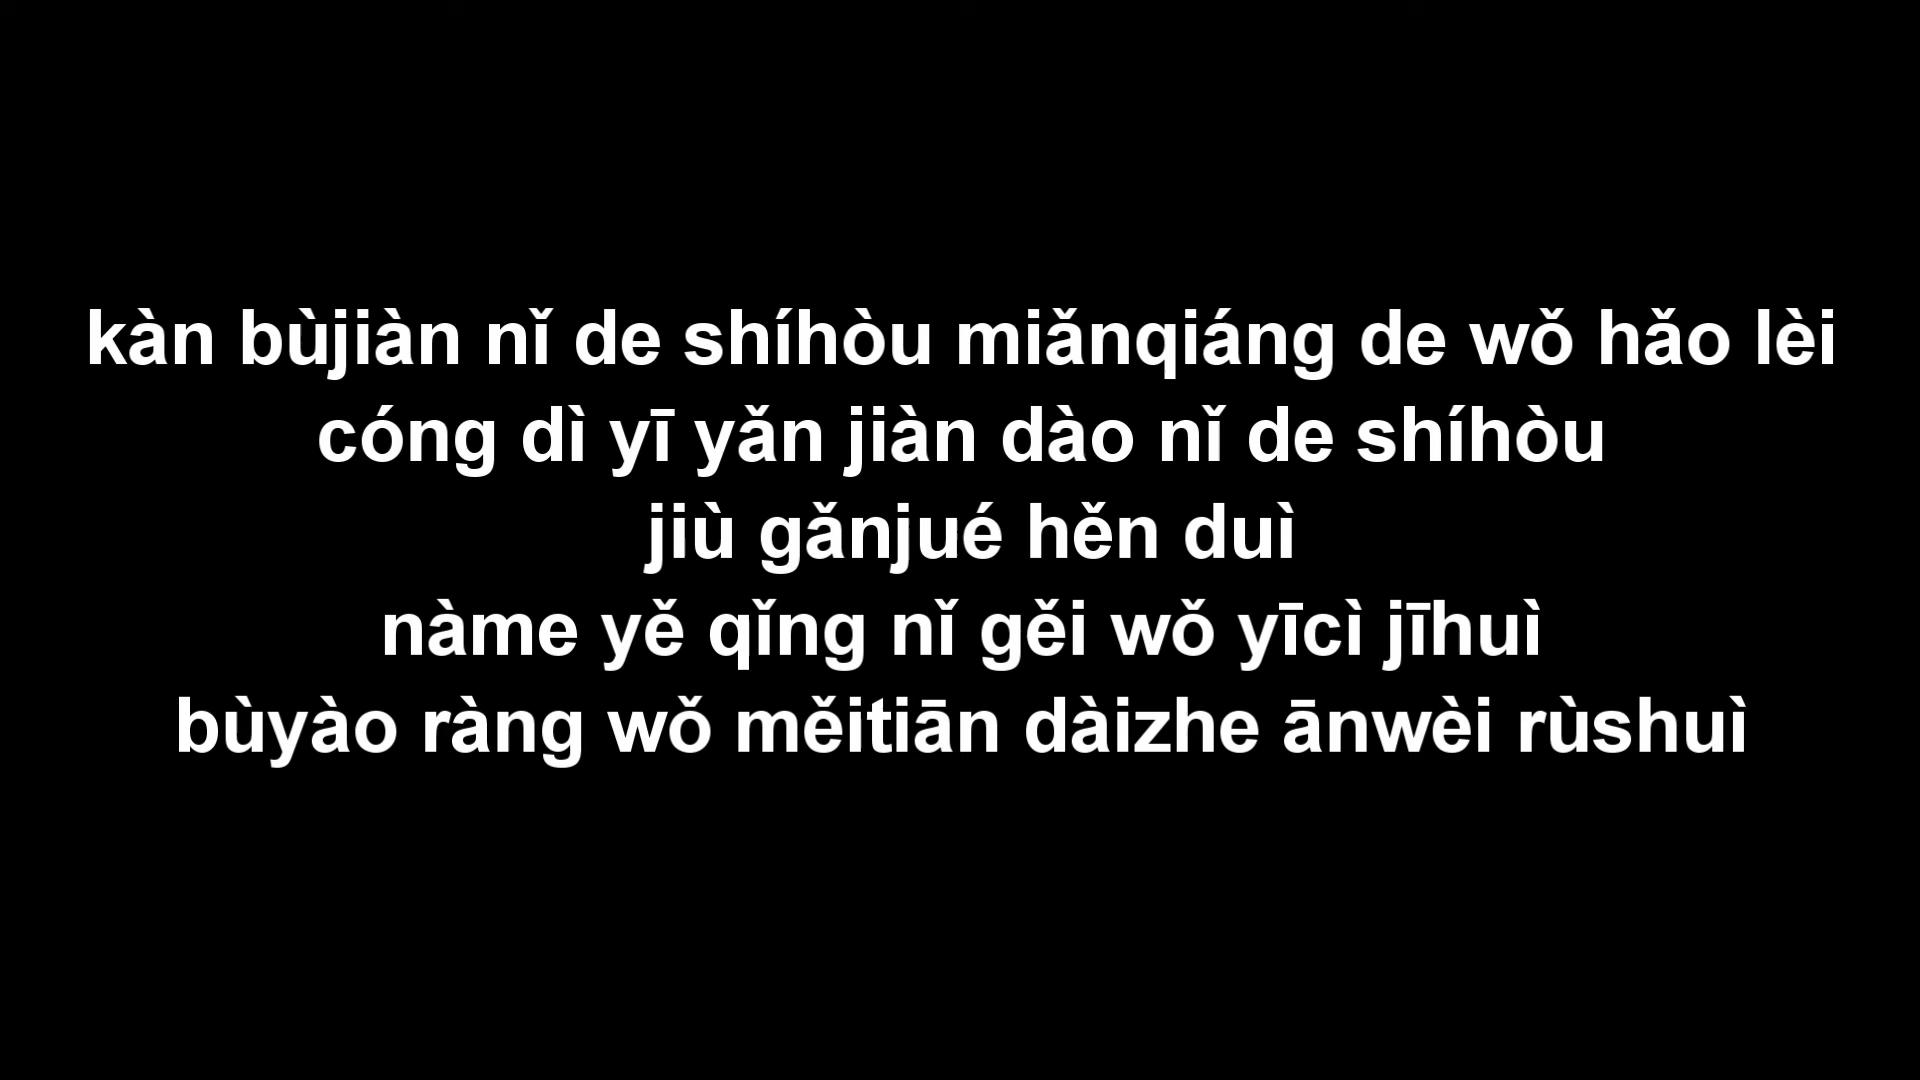 kàn bùjiàn nǐ de shíhòu miǎnqiáng de wǒ hǎo lèi
cóng dì yī yǎn jiàn dào nǐ de shíhòu
jiù gǎnjué hěn duì
nàme yě qǐng nǐ gěi wǒ yīcì jīhuì
bùyào ràng wǒ měitiān dàizhe ānwèi rùshuì